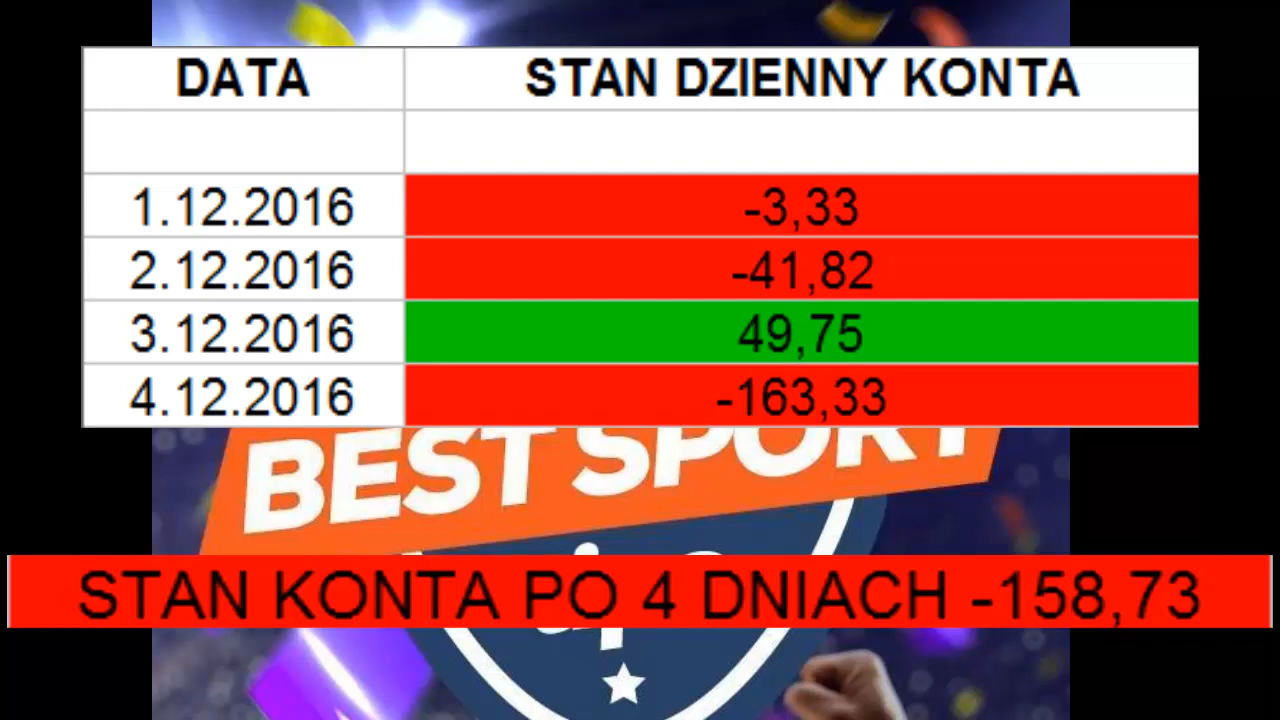 DATA STAN DZIENNY KONTA
1.12.2016 -3,33
2.12.2016 -41,82
3.12.2016 49,75
4.12.2016 -163,33
BEST SPORT
STAN KONTA PO 4 DNIACH -158,73